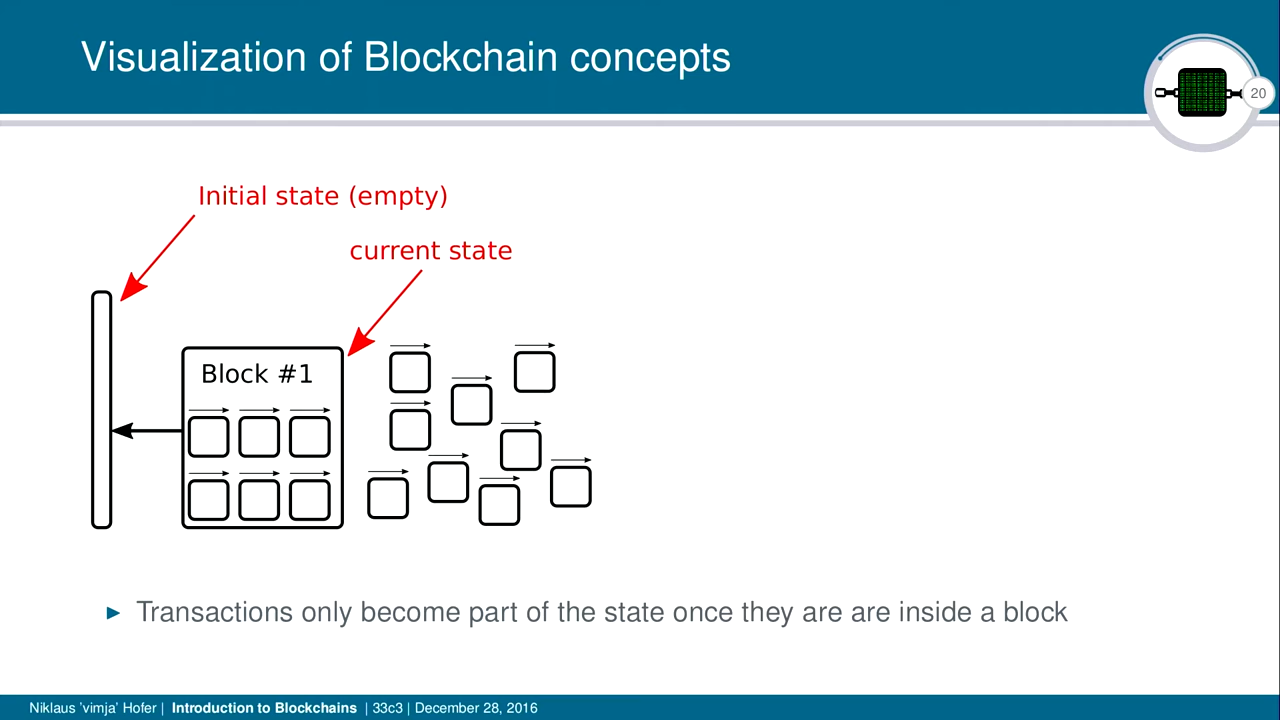 Visualization of Blockchain concepts
20
Initial state (empty)
current state
Block #1
Transactions only become part of the state once they are are inside a block
Niklaus 'vimja' Hofer | Introduction to Blockchains | 33c3 | December 28, 2016